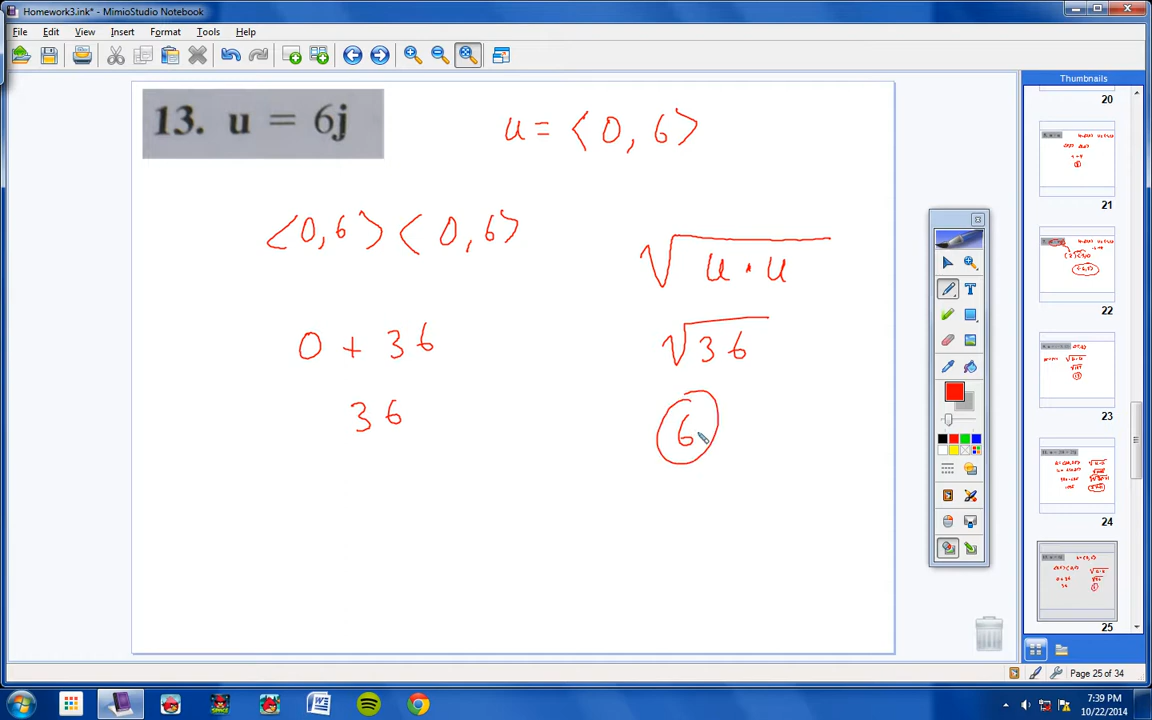 Homework3.ink* - MimioStudio Notebook
File Edit View Insert Format Tools Help
Thumbnails
13. u = 6j
u = <0, 6>
<0,6> <0,6>
√u · u
0 + 36
√36
36
6
20
21
22
23
24
25
Page 25 of 34
7:39 PM
10/22/2014